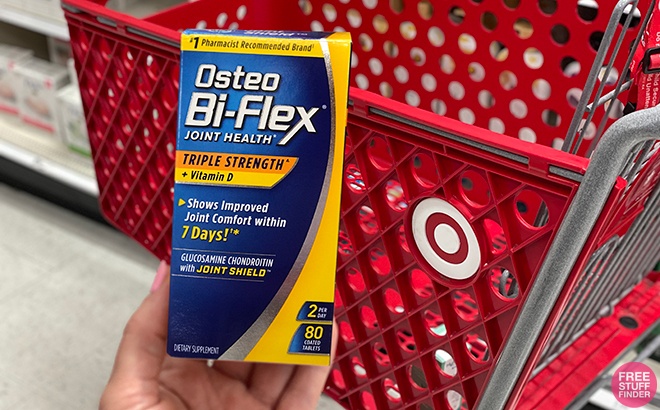 #1 Pharmacist Recommended Brand†
Osteo
Bi-Flex®
JOINT HEALTH*
TRIPLE STRENGTH^
+ Vitamin D
Shows Improved
Joint Comfort within
7 Days!†*
GLUCOSAMINE CHONDROITIN
with JOINT SHIELD™
2 PER DAY
80
COATED
TABLETS
DIETARY SUPPLEMENT
FREE
STUFF
FINDER